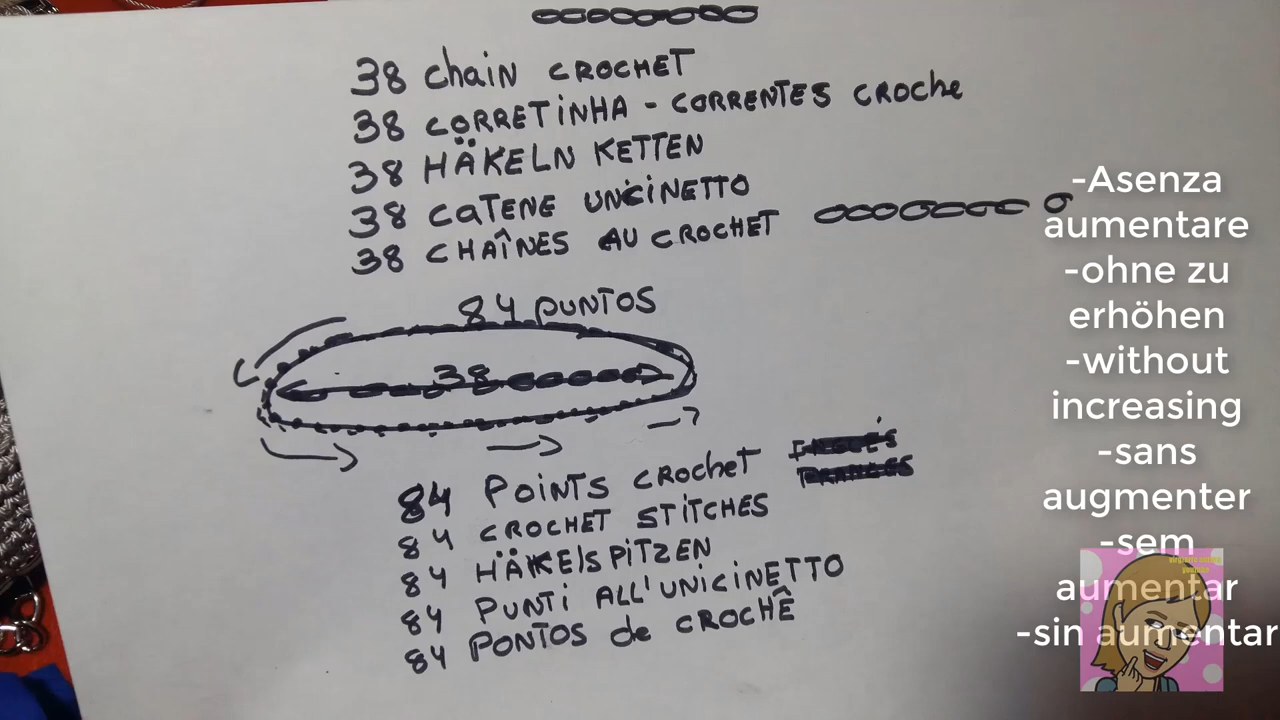 38 chain CROCHET
38 CORRETiNHA - CORRENTES CROChe
38 HÄKELN KETTEN
38 CaTENE UNCiNETTO
38 CHAÎNES AU CROCHET
84 PUNTOS
38
84 POiNTS CROCHET
84 CROCHET STiTCHES
84 HÄKElSPiTZEN
84 PUNTi ALL'UNiCiNETTO
84 PONTOS de CROCHÊ
-Asenza
aumentare
-ohne zu
erhöhen
-without
increasing
-sans
augmenter
-sem
aumentar
-sin aumentar